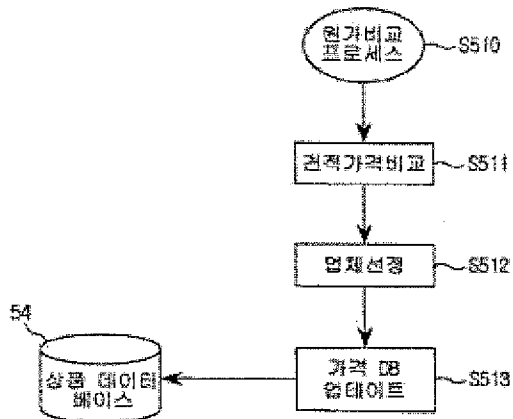 원가비교
프로세스
S510
견적가격비교
S511
업체선정
S512
54
상품 데이터
베이스
가격 DB
업데이트
S513